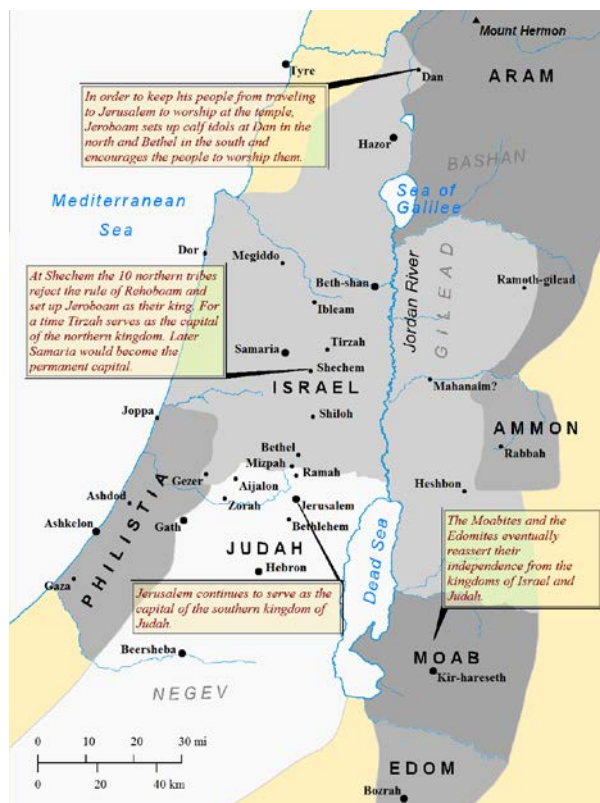 Mount Hermon
Tyre
Dan
ARAM
In order to keep his people from traveling
to Jerusalem to worship at the temple,
Jeroboam sets up calf idols at Dan in the
north and Bethel in the south and
encourages the people to worship them.
Hazor
BASHAN
Mediterranean
Sea
Sea of
Galilee
Dor
Megiddo
Jordan River
GILEAD
At Shechem the 10 northern tribes
reject the rule of Rehoboam and
set up Jeroboam as their king. For
a time Tirzah serves as the capital
of the northern kingdom. Later
Samaria would become the
permanent capital.
Beth-shan
Ramoth-gilead
Ibleam
Tirzah
Samaria
Shechem
ISRAEL
Mahanaim?
Joppa
Shiloh
AMMON
Rabbah
Bethel
Mizpah
Ramah
Gezer
Aijalon
Heshbon
Ashdod
Zorah
Jerusalem
Ashkelon
Gath
Bethlehem
PHILISTIA
JUDAH
Dead Sea
The Moabites and the
Edomites eventually
reassert their
independence from the
kingdoms of Israel and
Judah.
Hebron
Gaza
Jerusalem continues to serve as the
capital of the southern kingdom of
Judah.
Beersheba
MOAB
Kir-hareseth
NEGEV
0 10 20 30 mi
0 20 40 km
EDOM
Bozrah